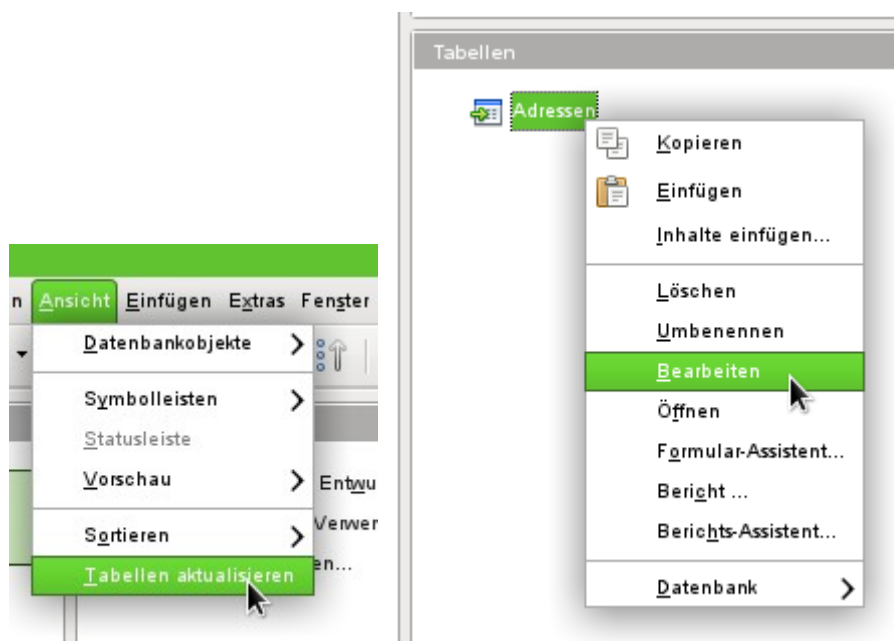 n Ansicht Einfügen Extras Fenster
Datenbankobjekte
Symbolleisten
Statusleiste
Vorschau
Entwu
Sortieren
Verwer
Tabellen aktualisieren
en...
Tabellen
Adressen
Kopieren
Einfügen
Inhalte einfügen...
Löschen
Umbenennen
Bearbeiten
Öffnen
Formular-Assistent...
Bericht ...
Berichts-Assistent...
Datenbank